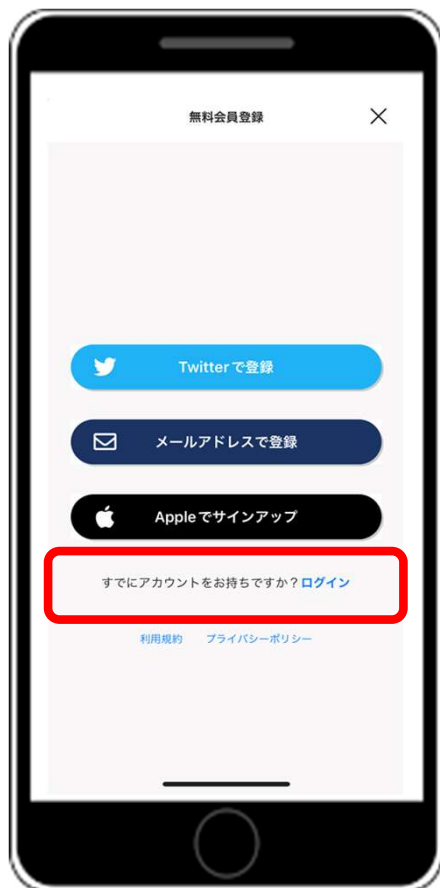 無料会員登録
Twitterで登録
メールアドレスで登録
Appleでサインアップ
すでにアカウントをお持ちですか?ログイン
利用規約 プライバシーポリシー